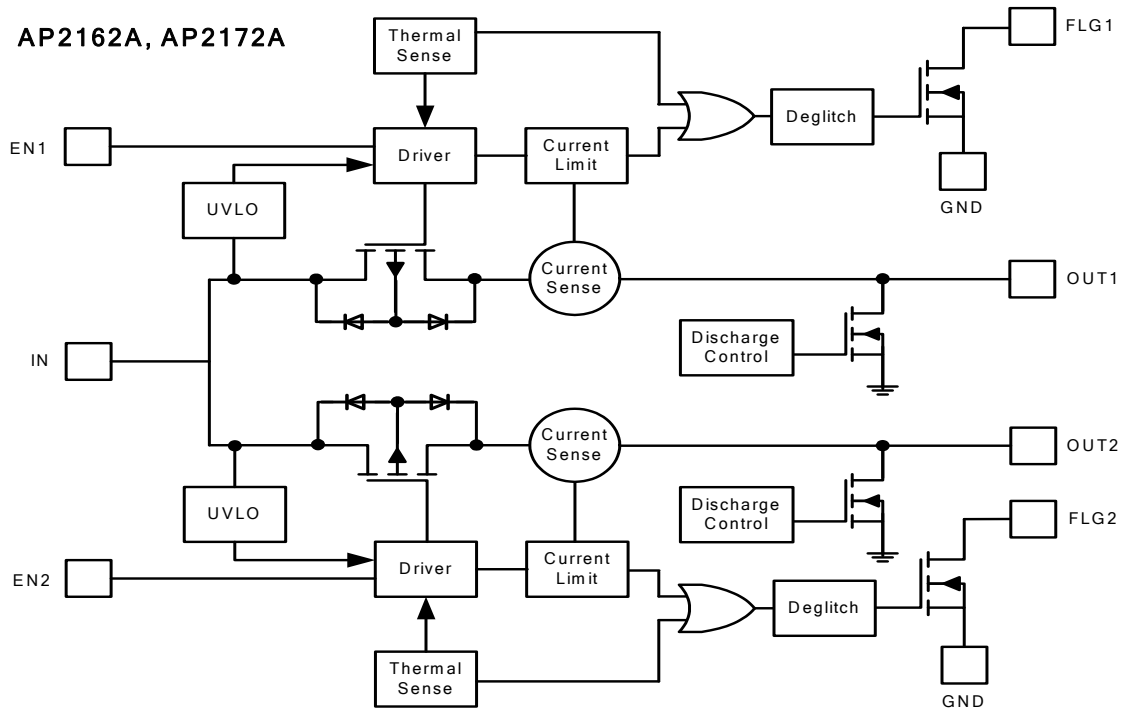 AP2162A, AP2172A
Thermal
Sense
FLG1
Deglitch
EN1
Driver
Current
Limit
GND
UVLO
Current
Sense
OUT1
Discharge
Control
IN
Current
Sense
OUT2
Discharge
Control
UVLO
FLG2
EN2
Driver
Current
Limit
Deglitch
Thermal
Sense
GND